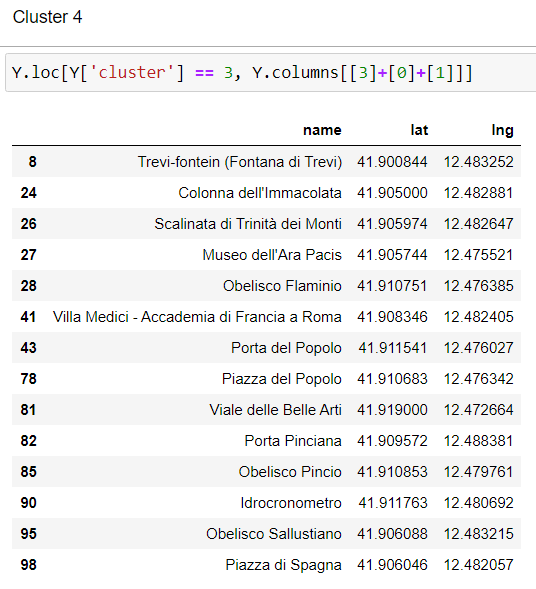 Cluster 4
Y.loc[Y['cluster'] == 3, Y.columns[[3]+[0]+[1]]]
name lat lng
8 Trevi-fontein (Fontana di Trevi) 41.900844 12.483252
24 Colonna dell'Immacolata 41.905000 12.482881
26 Scalinata di Trinità dei Monti 41.905974 12.482647
27 Museo dell'Ara Pacis 41.905744 12.475521
28 Obelisco Flaminio 41.910751 12.476385
41 Villa Medici - Accademia di Francia a Roma 41.908346 12.482405
43 Porta del Popolo 41.911541 12.476027
78 Piazza del Popolo 41.910683 12.476342
81 Viale delle Belle Arti 41.919000 12.472664
82 Porta Pinciana 41.909572 12.488381
85 Obelisco Pincio 41.910853 12.479761
90 Idrocronometro 41.911763 12.480692
95 Obelisco Sallustiano 41.906088 12.483215
98 Piazza di Spagna 41.906046 12.482057